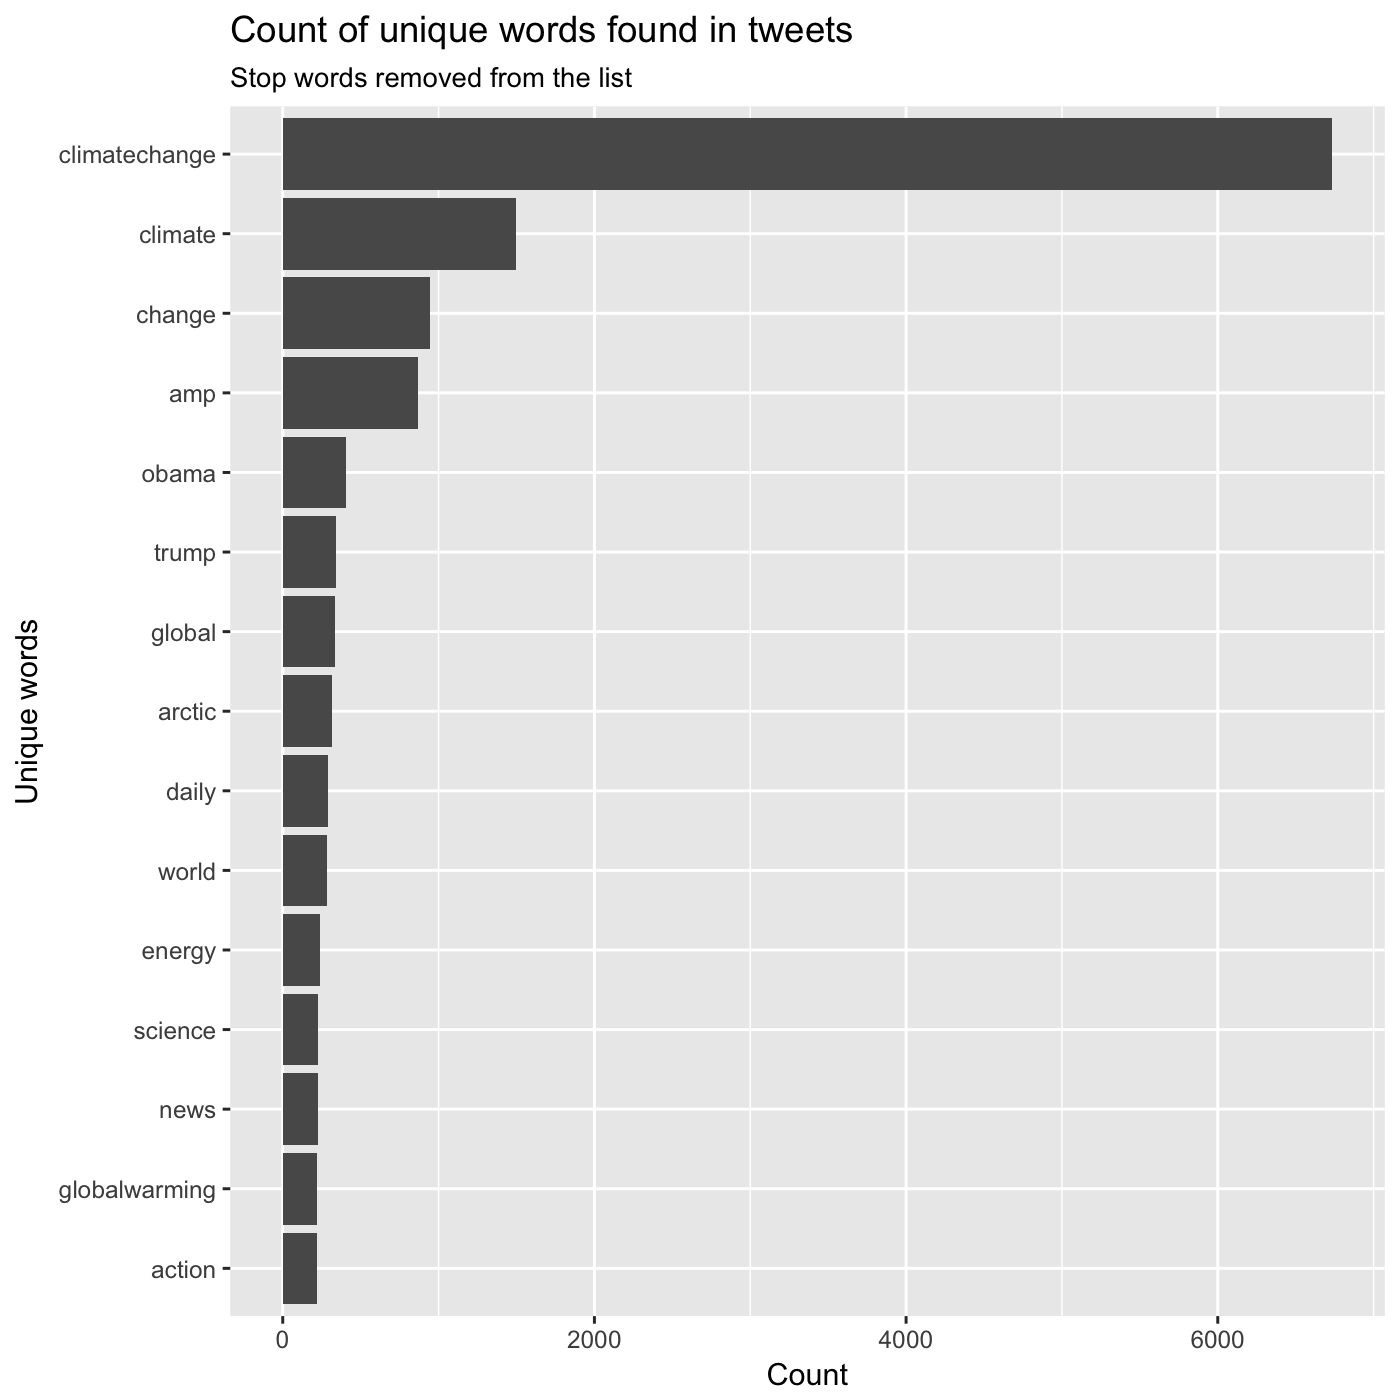 Count of unique words found in tweets
Stop words removed from the list
Unique words
climatechange
climate
change
amp
obama
trump
global
arctic
daily
world
energy
science
news
globalwarming
action
0 2000 4000 6000
Count